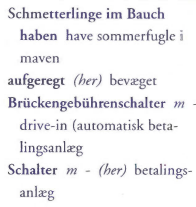 Schmetterlinge im Bauch
haben have sommerfugle i
maven
aufgeregt (her) bevæget
Brückengebührenschalter m -
drive-in (automatisk beta-
lingsanlæg
Schalter m - (her) betalings-
anlæg